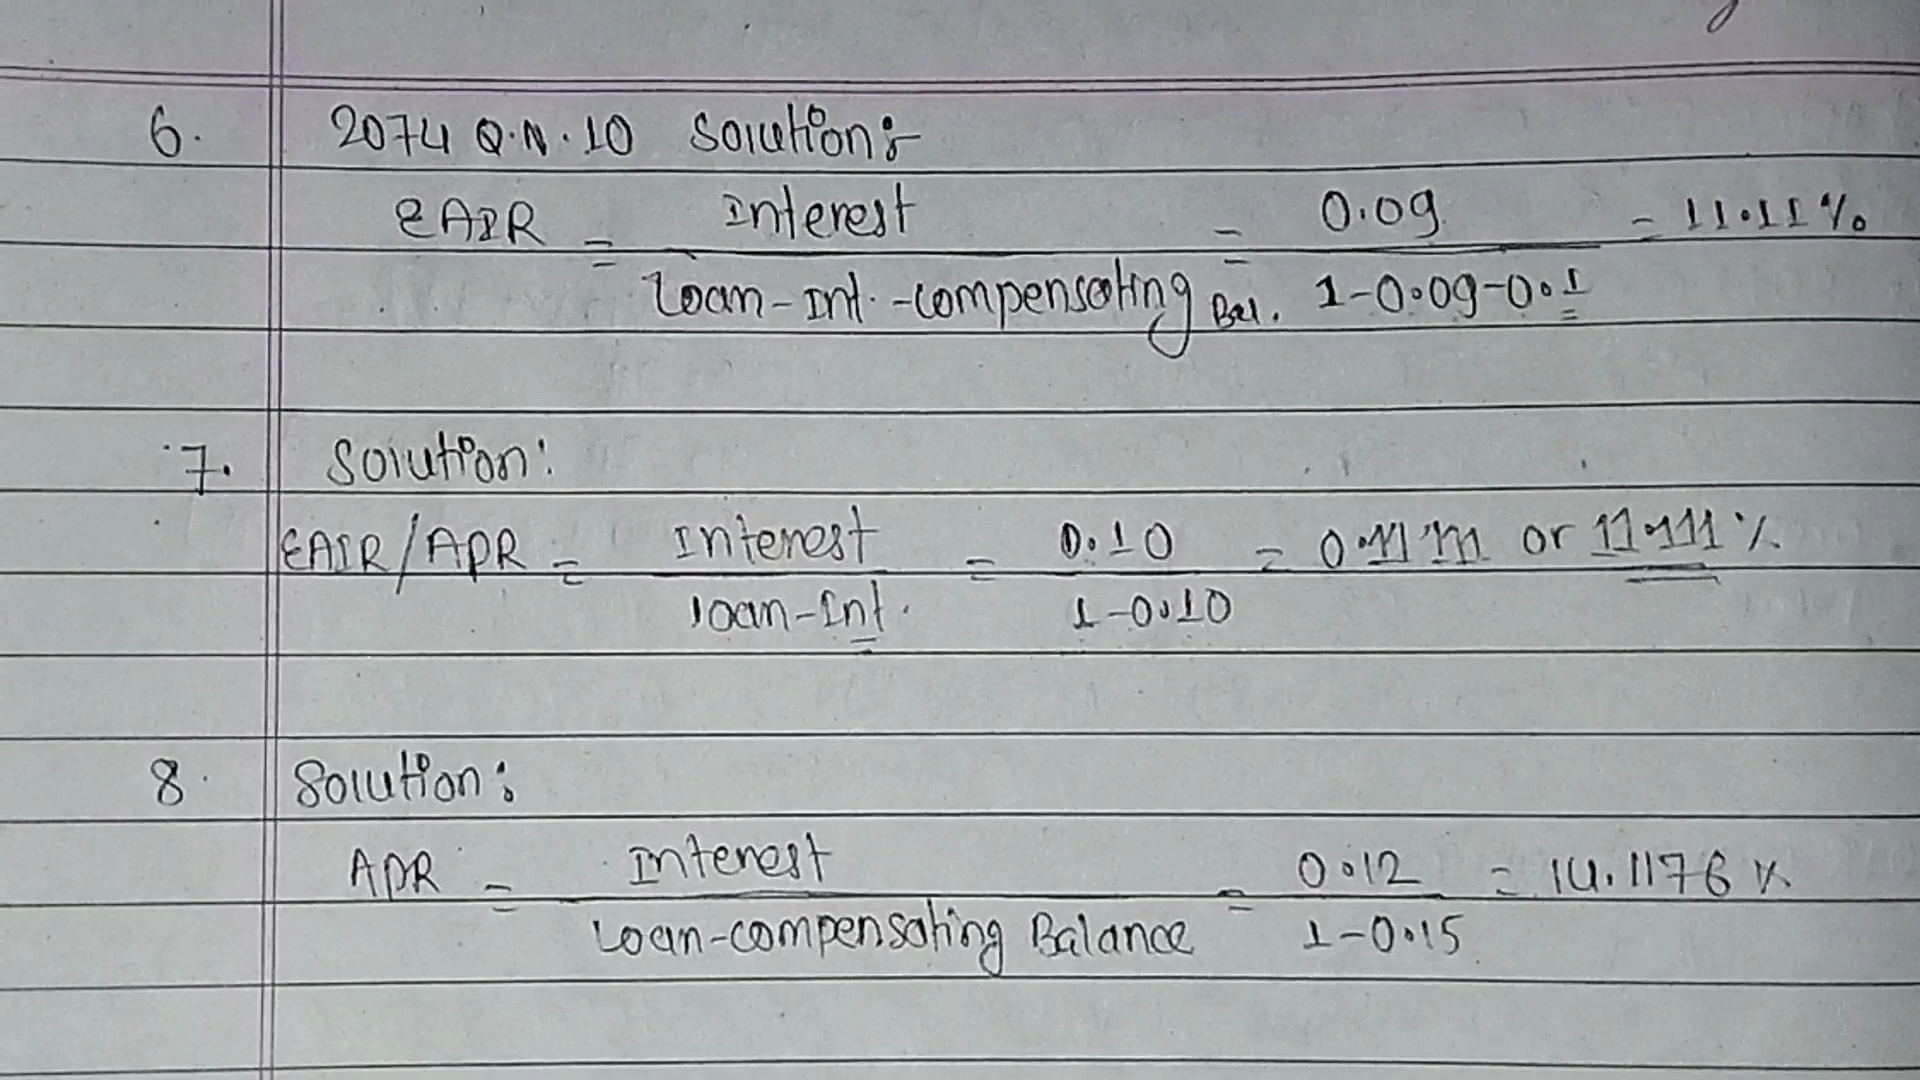 6. 2074 Q.N.10 Solution:-
EAIR = Interest / Loan-Int.-compensating Bal. = 0.09 / 1-0.09-0.1 = 11.11%
7. Solution:
EAIR/APR = Interest / loan-Int. = 0.10 / 1-0.10 = 0.11111 or 11.111%
8. Solution:
APR = Interest / Loan-compensating Balance = 0.12 / 1-0.15 = 14.1176%